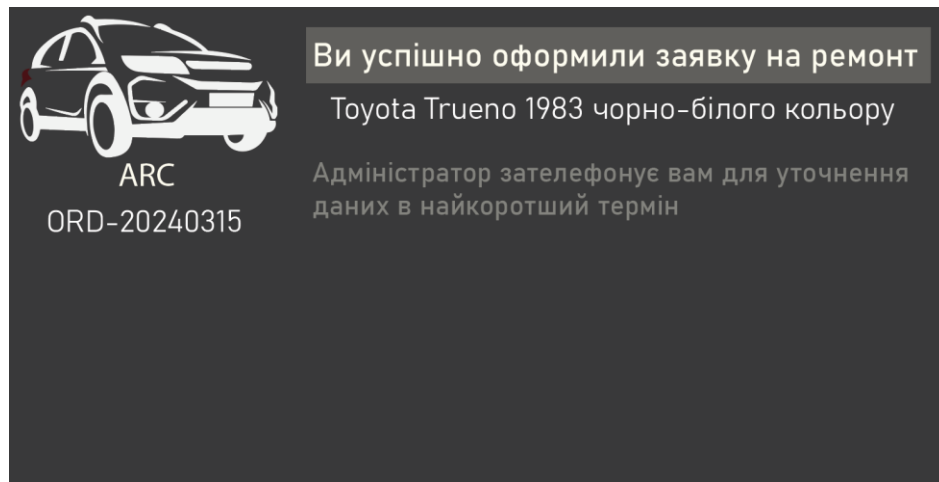 Ви успішно оформили заявку на ремонт
Toyota Trueno 1983 чорно-білого кольору
Адміністратор зателефонує вам для уточнення
даних в найкоротший термін
ARC
ORD-20240315